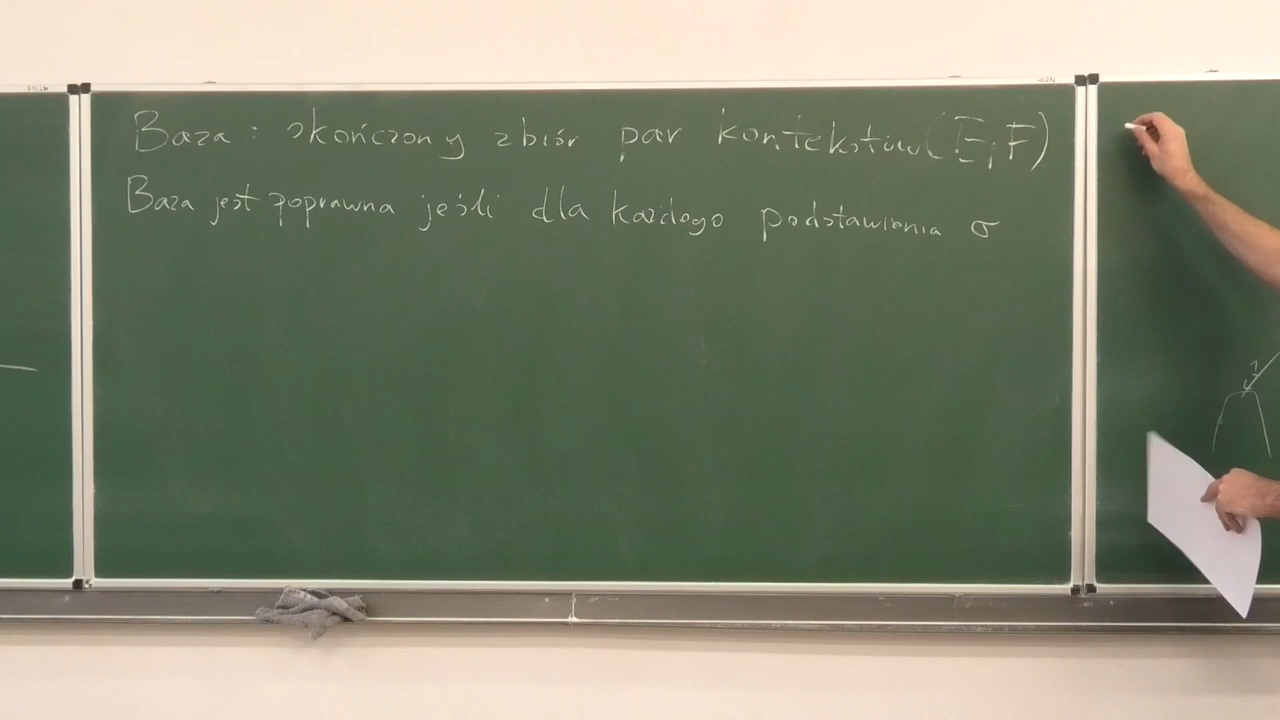 Baza : skończony zbiór par kontekstów (E, F)
Baza jest poprawna jeśli dla każdego podstawienia σ